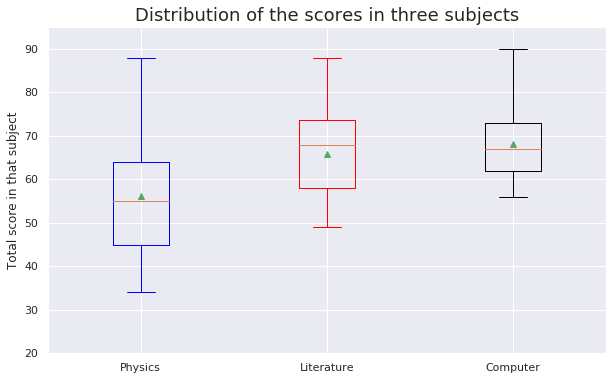 Distribution of the scores in three subjects
Total score in that subject
90
80
70
60
50
40
30
20
Physics
Literature
Computer